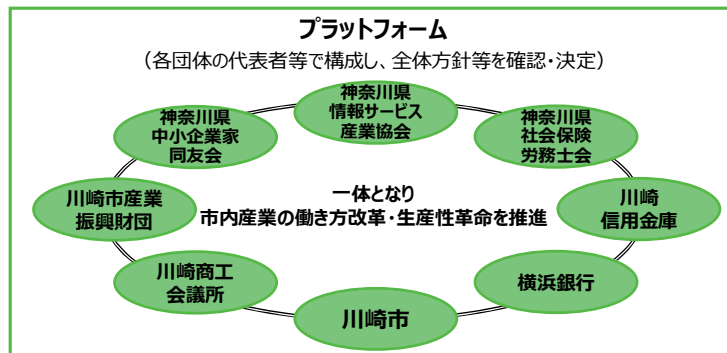 プラットフォーム
（各団体の代表者等で構成し、全体方針等を確認・決定）
神奈川県
情報サービス
産業協会
神奈川県
中小企業家
同友会
神奈川県
社会保険
労務士会
川崎市産業
振興財団
一体となり
市内産業の働き方改革・生産性革命を推進
川崎
信用金庫
川崎商工
会議所
横浜銀行
川崎市